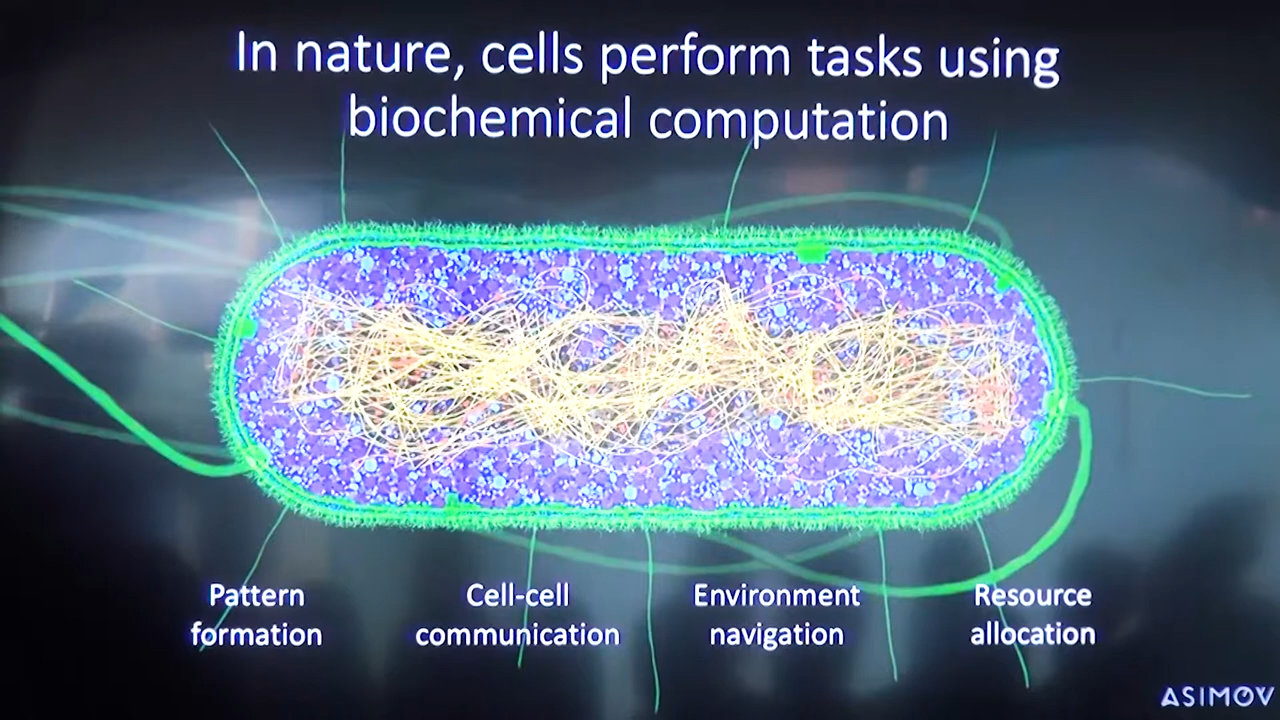 In nature, cells perform tasks using
biochemical computation
Pattern
formation
Cell-cell
communication
Environment
navigation
Resource
allocation
ASIMOV